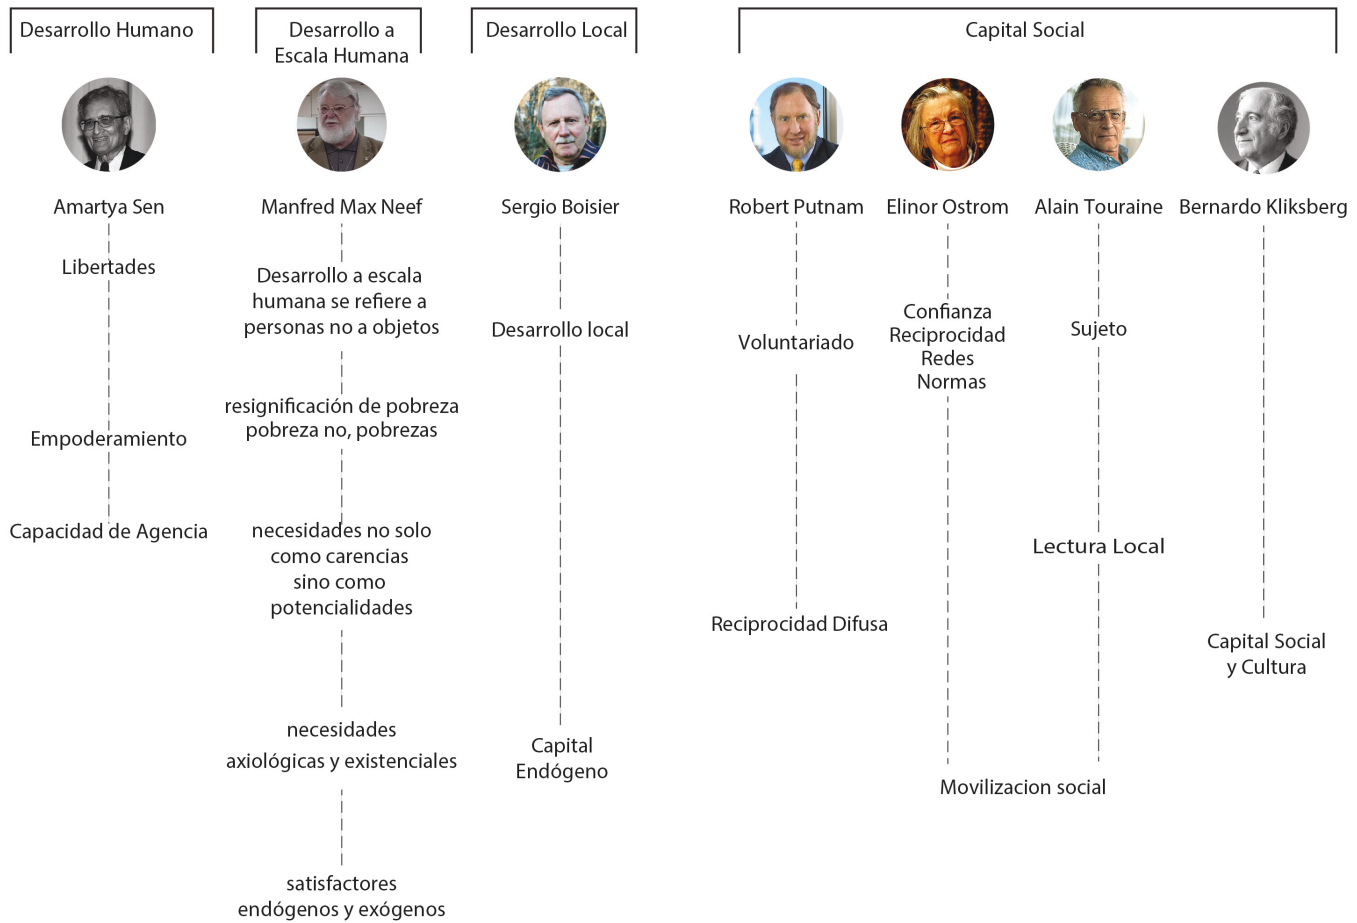 Desarrollo Humano
Desarrollo a
Escala Humana
Desarrollo Local
Capital Social
Amartya Sen
Manfred Max Neef
Sergio Boisier
Robert Putnam
Elinor Ostrom
Alain Touraine
Bernardo Kliksberg
Libertades
Empoderamiento
Capacidad de Agencia
Desarrollo a escala
humana se refiere a
personas no a objetos
resignificación de pobreza
pobreza no, pobrezas
necesidades no solo
como carencias
sino como
potencialidades
necesidades
axiológicas y existenciales
satisfactores
endógenos y exógenos
Desarrollo local
Capital
Endógeno
Voluntariado
Reciprocidad Difusa
Confianza
Reciprocidad
Redes
Normas
Sujeto
Lectura Local
Movilizacion social
Capital Social
y Cultura